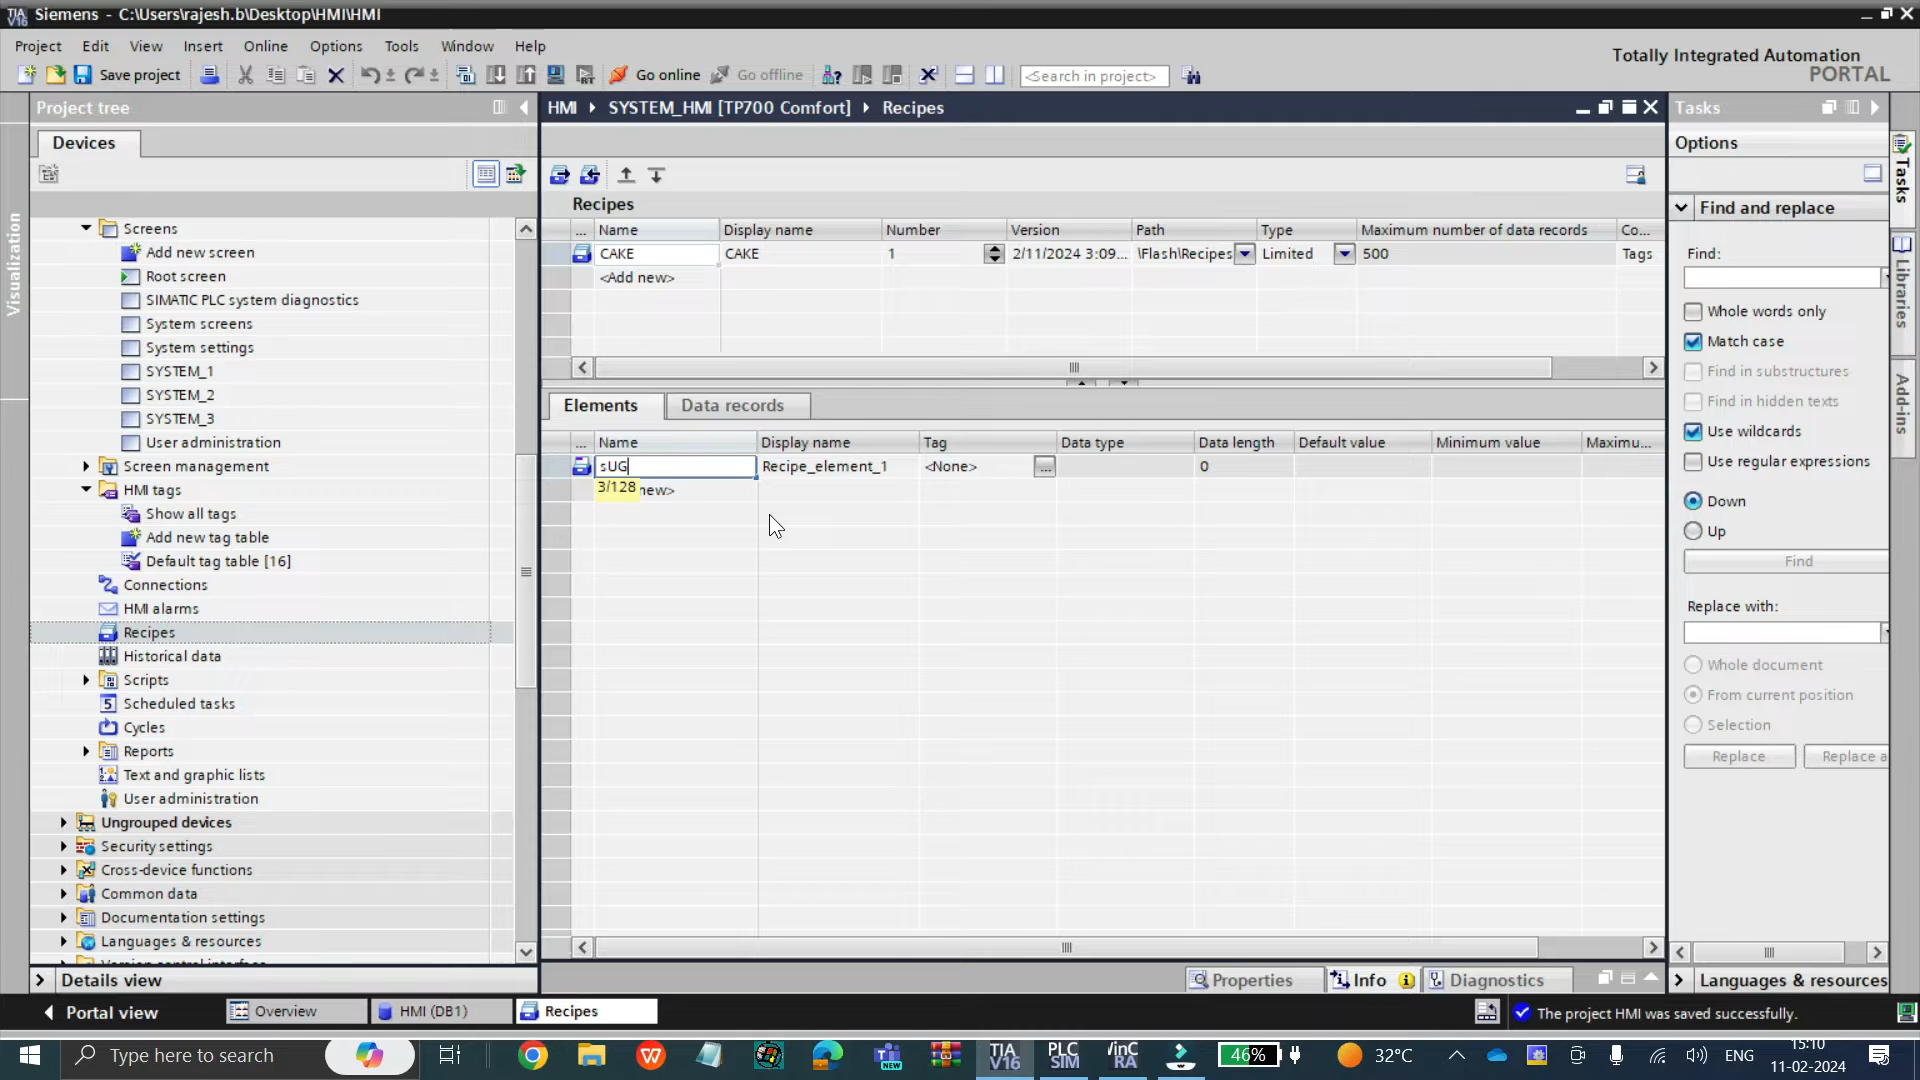 Siemens - C:\Users\rajesh.b\Desktop\HMI\HMI
Project Edit View Insert Online Options Tools Window Help
Totally Integrated Automation
PORTAL
Save project
Go online
Go offline
<Search in project>
Project tree
HMI ▸ SYSTEM_HMI [TP700 Comfort] ▸ Recipes
Tasks
Devices
Options
Visualization
Screens
Add new screen
Root screen
SIMATIC PLC system diagnostics
System screens
System settings
SYSTEM_1
SYSTEM_2
SYSTEM_3
User administration
Screen management
HMI tags
Show all tags
Add new tag table
Default tag table [16]
Connections
HMI alarms
Recipes
Historical data
Scripts
Scheduled tasks
Cycles
Reports
Text and graphic lists
User administration
Ungrouped devices
Security settings
Cross-device functions
Common data
Documentation settings
Languages & resources
Details view
Recipes
... Name Display name Number Version Path Type Maximum number of data records Co...
CAKE CAKE 1 2/11/2024 3:09... \Flash\Recipes Limited 500 Tags
<Add new>
Elements Data records
... Name Display name Tag Data type Data length Default value Minimum value Maximu...
sUG Recipe_element_1 <None> ... 0
3/128 new>
Properties Info Diagnostics
Find and replace
Find:
Whole words only
Match case
Find in substructures
Find in hidden texts
Use wildcards
Use regular expressions
Down
Up
Find
Replace with:
Whole document
From current position
Selection
Replace Replace a
Languages & resources
Tasks
Libraries
Add-ins
Portal view Overview HMI (DB1) Recipes The project HMI was saved successfully.
Type here to search
TIA V16
PLC SIM
NEW
46%
32°C
ENG
15:10
11-02-2024